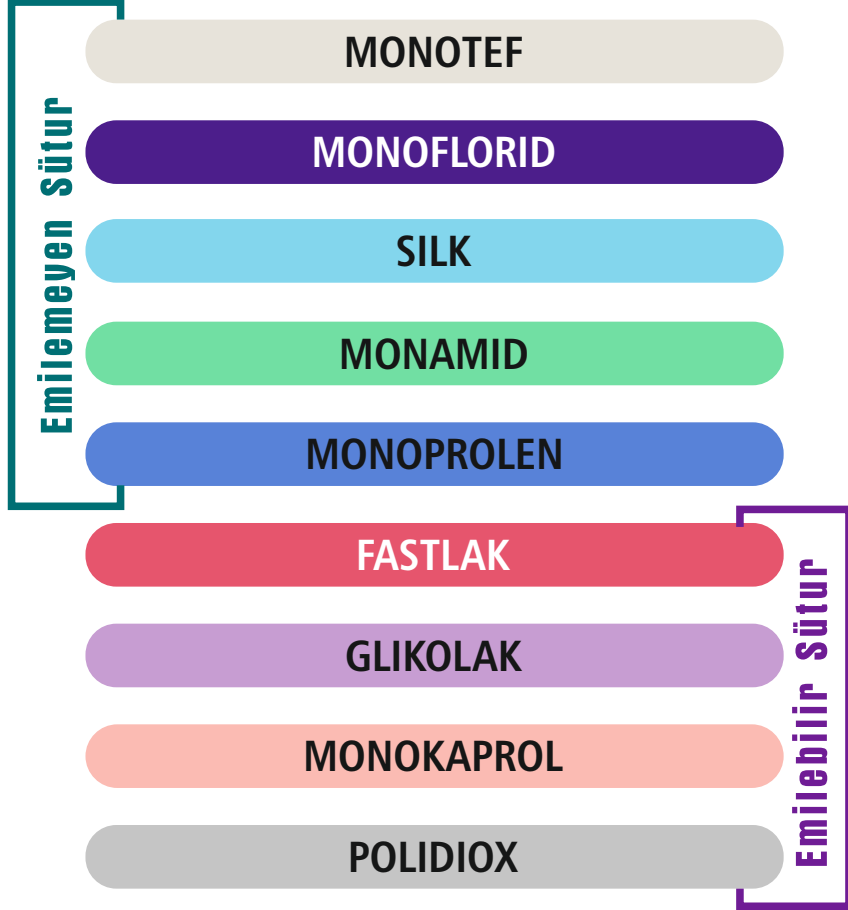 Emilemeyen Sütur
MONOTEF
MONOFLORID
SILK
MONAMID
MONOPROLEN
FASTLAK
GLIKOLAK
MONOKAPROL
POLIDIOX
Emilebilir Sütur